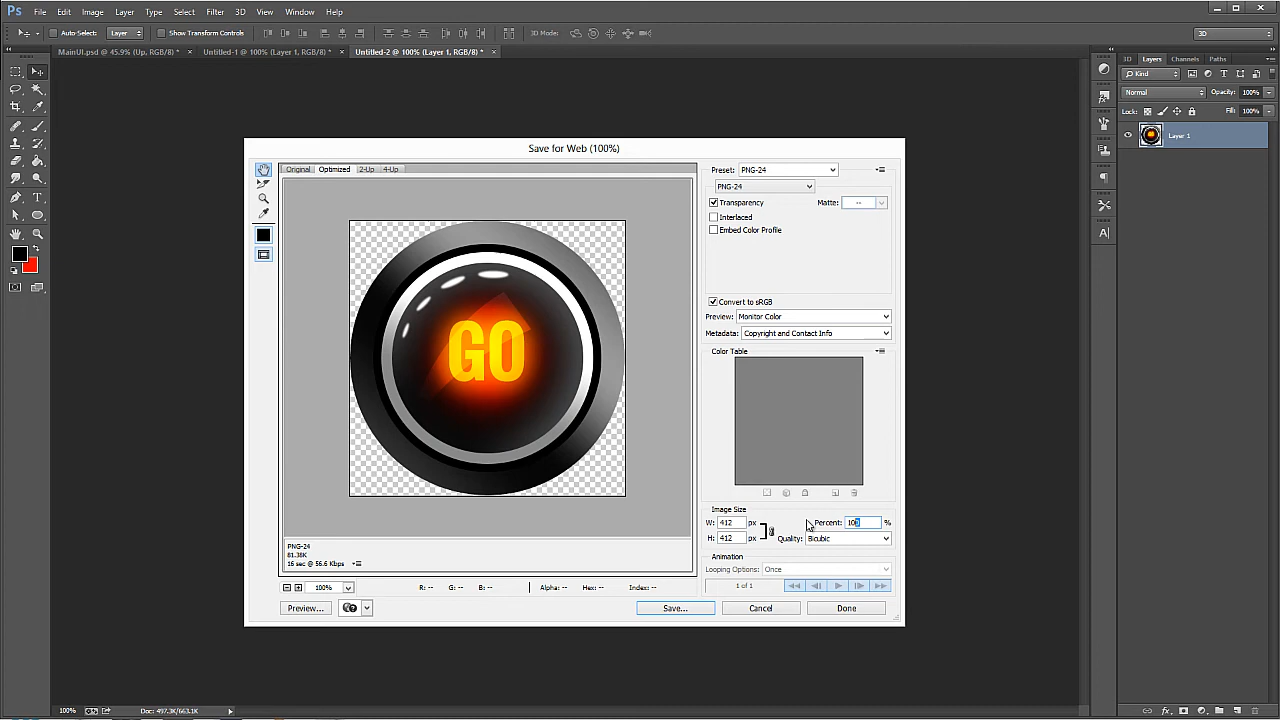 Ps File Edit Image Layer Type Select Filter 3D View Window Help
Auto-Select: Layer Show Transform Controls 3D Mode: 3D
MainUI.psd @ 45.9% (Up, RGB/8) * × Untitled-1 @ 100% (Layer 1, RGB/8) * × Untitled-2 @ 100% (Layer 1, RGB/8) * ×
3D Layers Channels Paths
Kind
Normal Opacity: 100%
Lock: Fill: 100%
Layer 1
Save for Web (100%)
Original Optimized 2-Up 4-Up
Preset: PNG-24
PNG-24
Transparency Matte: --
Interlaced
Embed Color Profile
Convert to sRGB
Preview: Monitor Color
Metadata: Copyright and Contact Info
Color Table
GO
Image Size
W: 412 px Percent: 100 %
H: 412 px Quality: Bicubic
PNG-24
81.38K
16 sec @ 56.6 Kbps
Animation
Looping Options: Once
1 of 1
100% R: -- G: -- B: -- Alpha: -- Hex: -- Index: --
Preview... Save... Cancel Done
100% Doc: 497.3K/663.1K